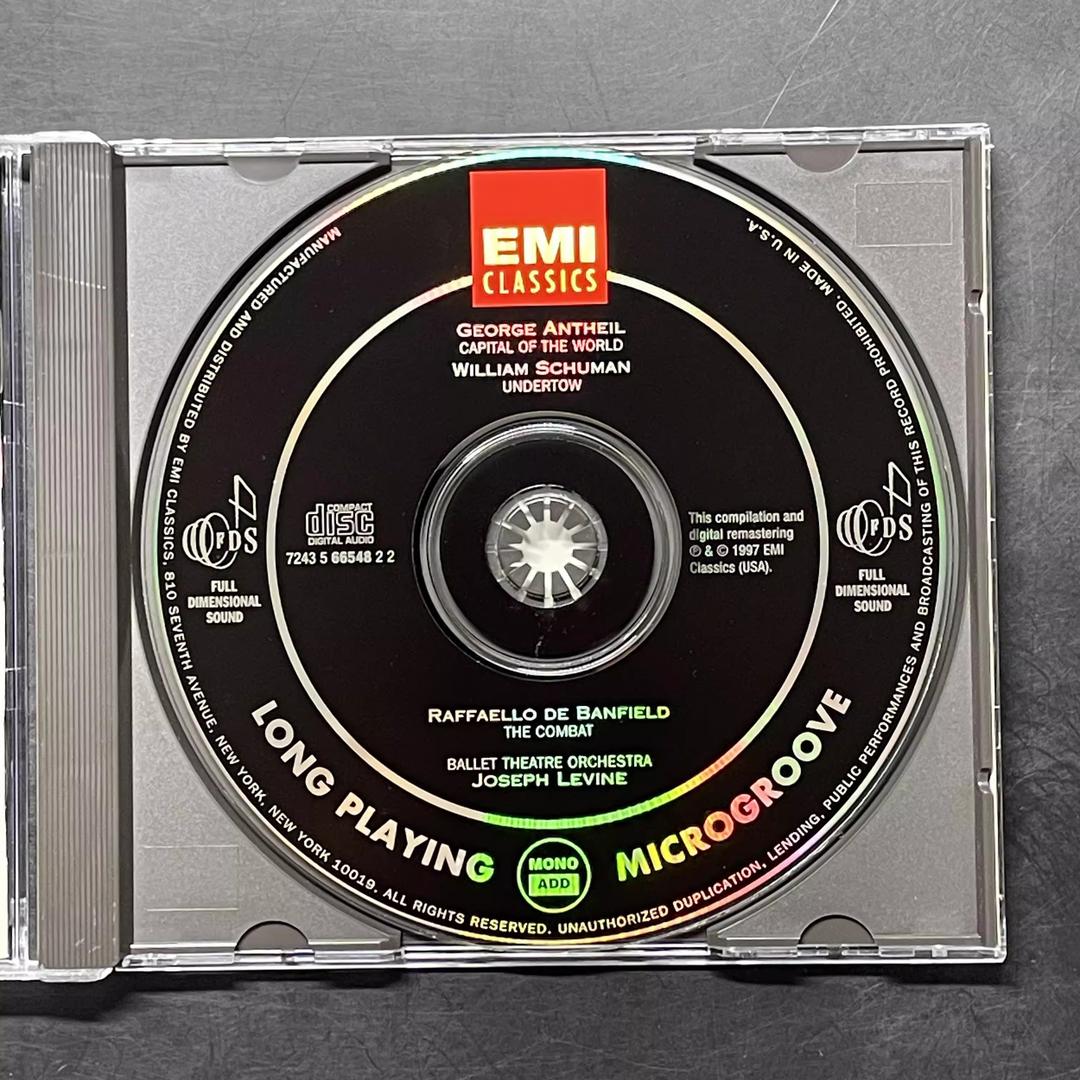 EMI
CLASSICS
GEORGE ANTHEIL
CAPITAL OF THE WORLD
WILLIAM SCHUMAN
UNDERTOW
COMPACT
disc
DIGITAL AUDIO
7243 5 66548 2 2
This compilation and
digital remastering
℗ & © 1997 EMI
Classics (USA).
FDS
FULL
DIMENSIONAL
SOUND
FDS
FULL
DIMENSIONAL
SOUND
RAFFAELLO DE BANFIELD
THE COMBAT
BALLET THEATRE ORCHESTRA
JOSEPH LEVINE
LONG PLAYING
MONO
ADD
MICROGROOVE
MANUFACTURED AND DISTRIBUTED BY EMI CLASSICS, 810 SEVENTH AVENUE, NEW YORK, NEW YORK 10019. ALL RIGHTS RESERVED. UNAUTHORIZED DUPLICATION, LENDING, PUBLIC PERFORMANCES AND BROADCASTING OF THIS RECORD PROHIBITED. MADE IN U.S.A.